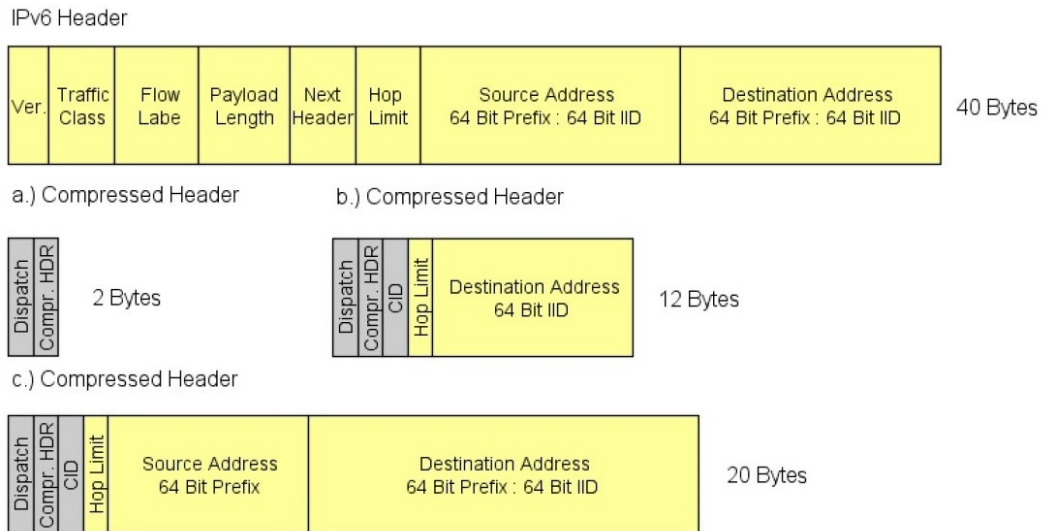 IPv6 Header
Ver.
Traffic
Class
Flow
Labe
Payload
Length
Next
Header
Hop
Limit
Source Address
64 Bit Prefix : 64 Bit IID
Destination Address
64 Bit Prefix : 64 Bit IID
40 Bytes
a.) Compressed Header
Dispatch
Compr. HDR
2 Bytes
b.) Compressed Header
Dispatch
Compr. HDR
CID
Hop Limit
Destination Address
64 Bit IID
12 Bytes
c.) Compressed Header
Dispatch
Compr. HDR
CID
Hop Limit
Source Address
64 Bit Prefix
Destination Address
64 Bit Prefix : 64 Bit IID
20 Bytes